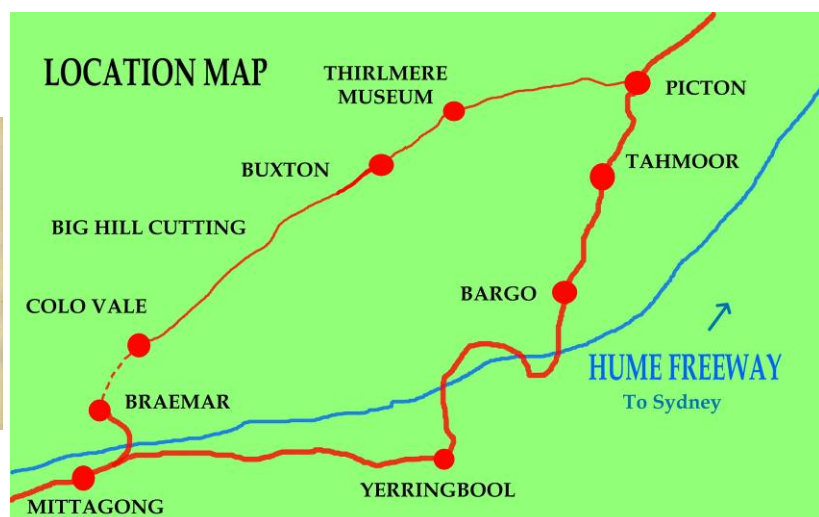 LOCATION MAP
THIRLMERE
MUSEUM
PICTON
BUXTON
TAHMOOR
BIG HILL CUTTING
COLO VALE
BARGO
HUME FREEWAY
To Sydney
BRAEMAR
YERRINGBOOL
MITTAGONG